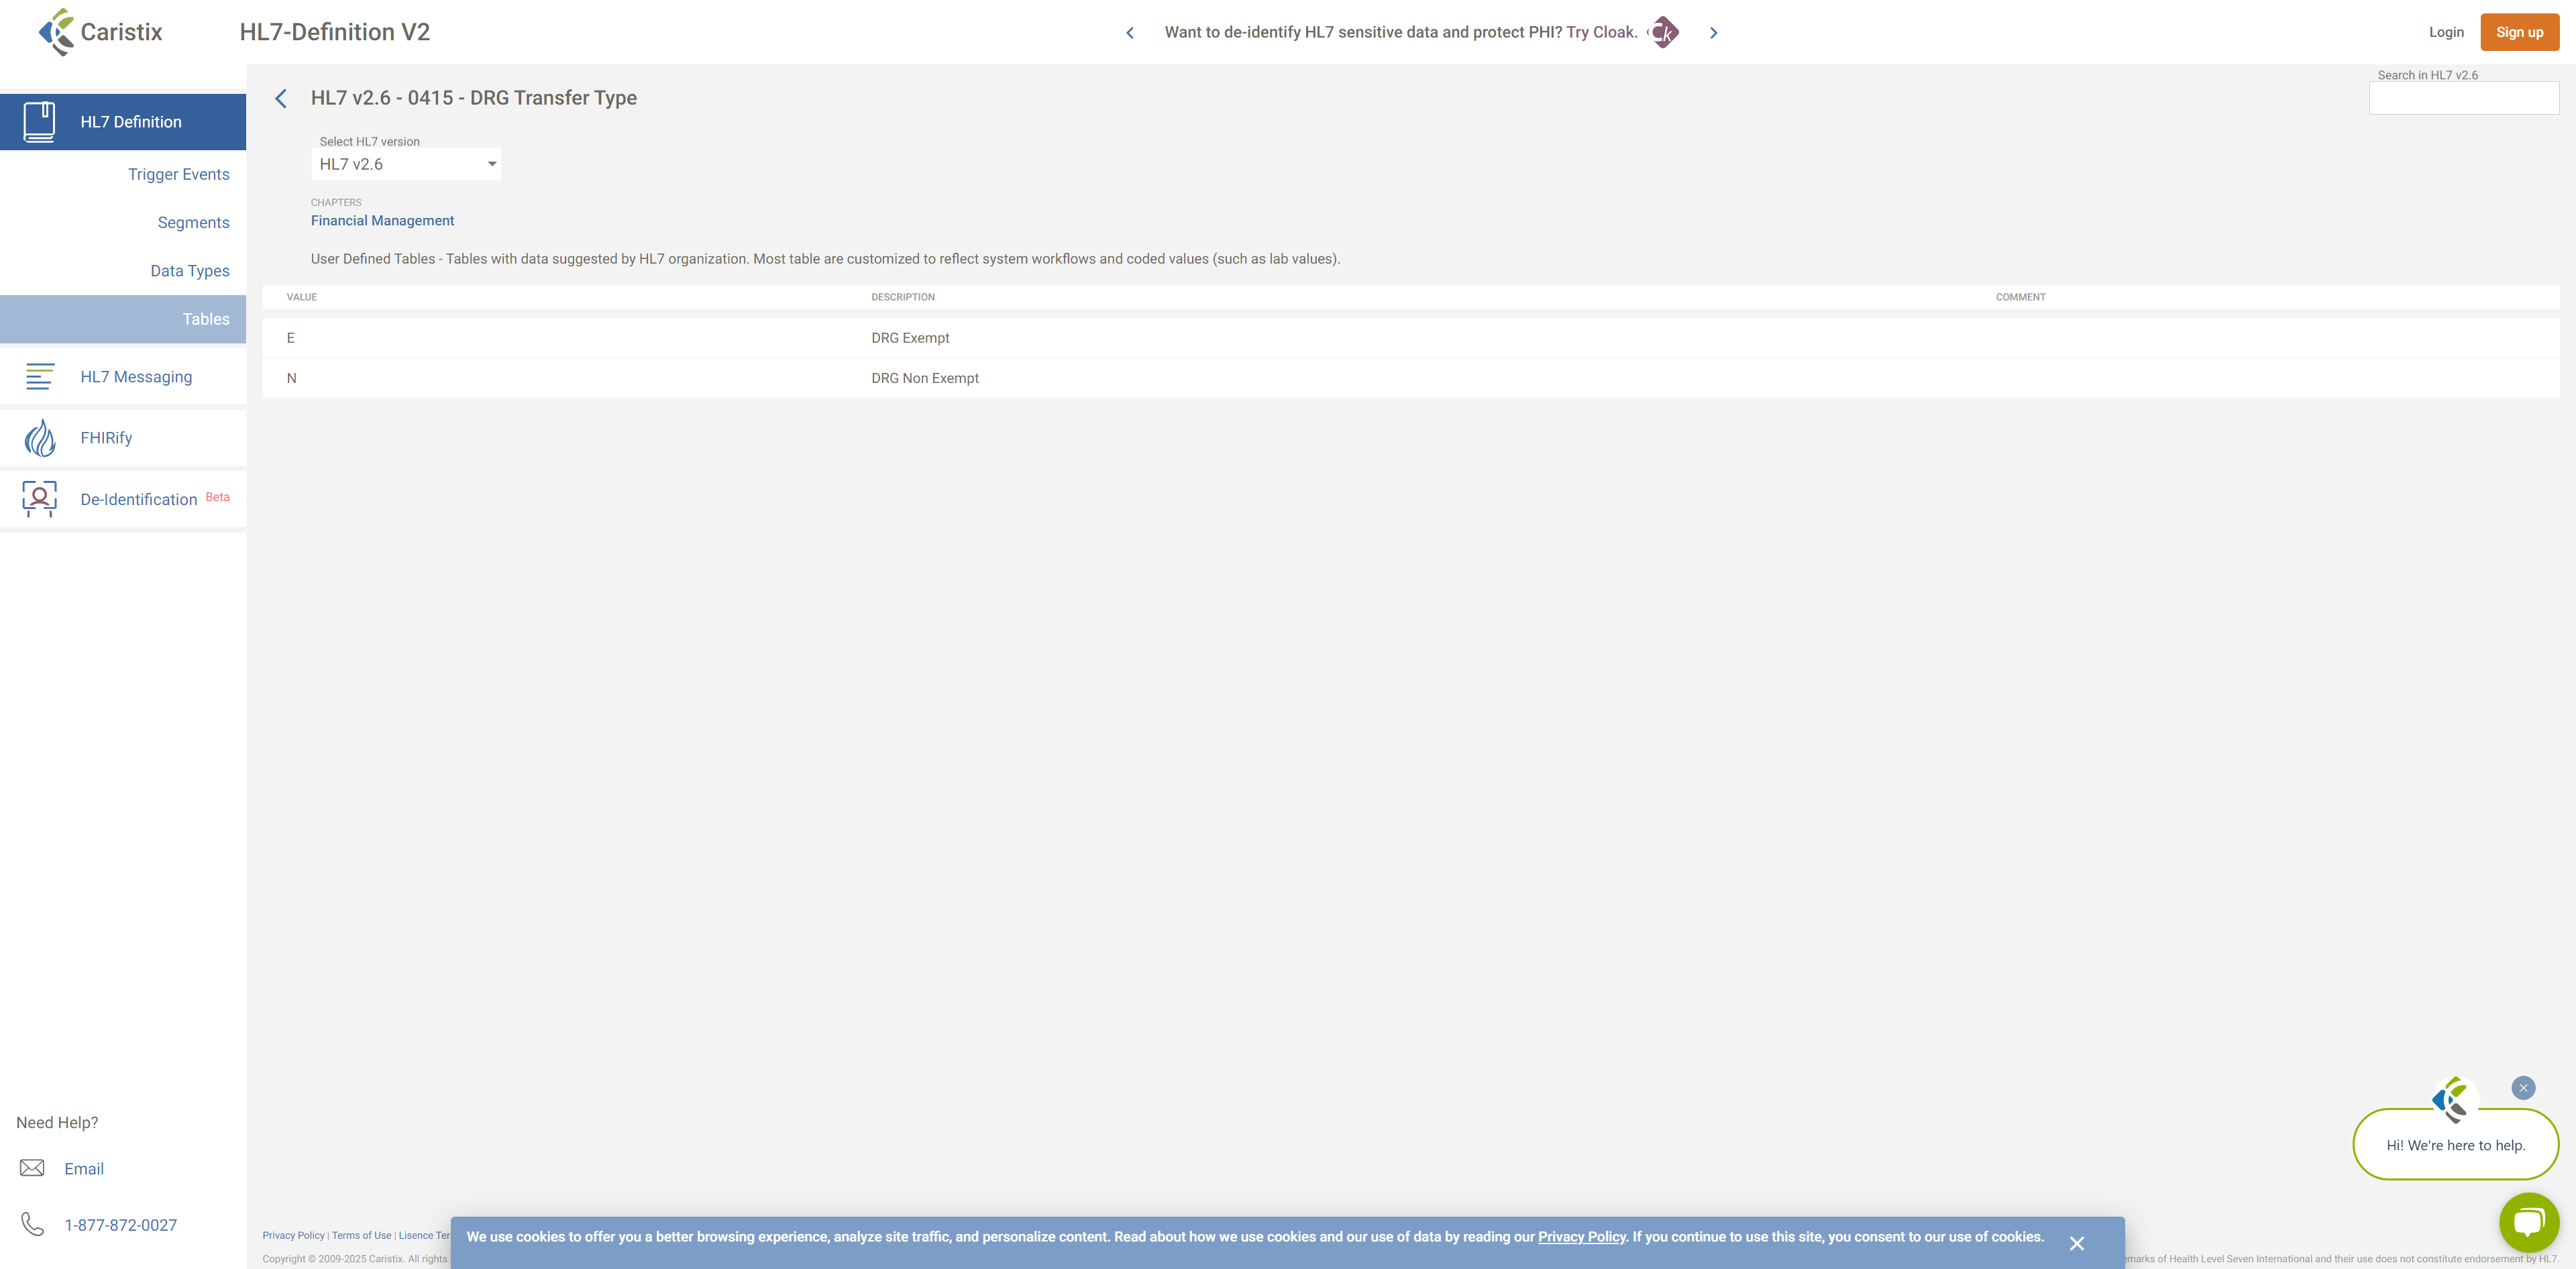 Caristix
HL7-Definition V2
Want to de-identify HL7 sensitive data and protect PHI? Try Cloak.
Ck
Login
Sign up
HL7 Definition
Trigger Events
Segments
Data Types
Tables
HL7 Messaging
FHIRify
De-Identification Beta
Need Help?
Email
1-877-872-0027
HL7 v2.6 - 0415 - DRG Transfer Type
Search in HL7 v2.6
Select HL7 version
HL7 v2.6
CHAPTERS
Financial Management
User Defined Tables - Tables with data suggested by HL7 organization. Most table are customized to reflect system workflows and coded values (such as lab values).
VALUE DESCRIPTION COMMENT
E DRG Exempt
N DRG Non Exempt
Hi! We're here to help.
Privacy Policy | Terms of Use | Lisence Ter
We use cookies to offer you a better browsing experience, analyze site traffic, and personalize content. Read about how we use cookies and our use of data by reading our Privacy Policy. If you continue to use this site, you consent to our use of cookies.
Copyright © 2009-2025 Caristix. All rights
emarks of Health Level Seven International and their use does not constitute endorsement by HL7.